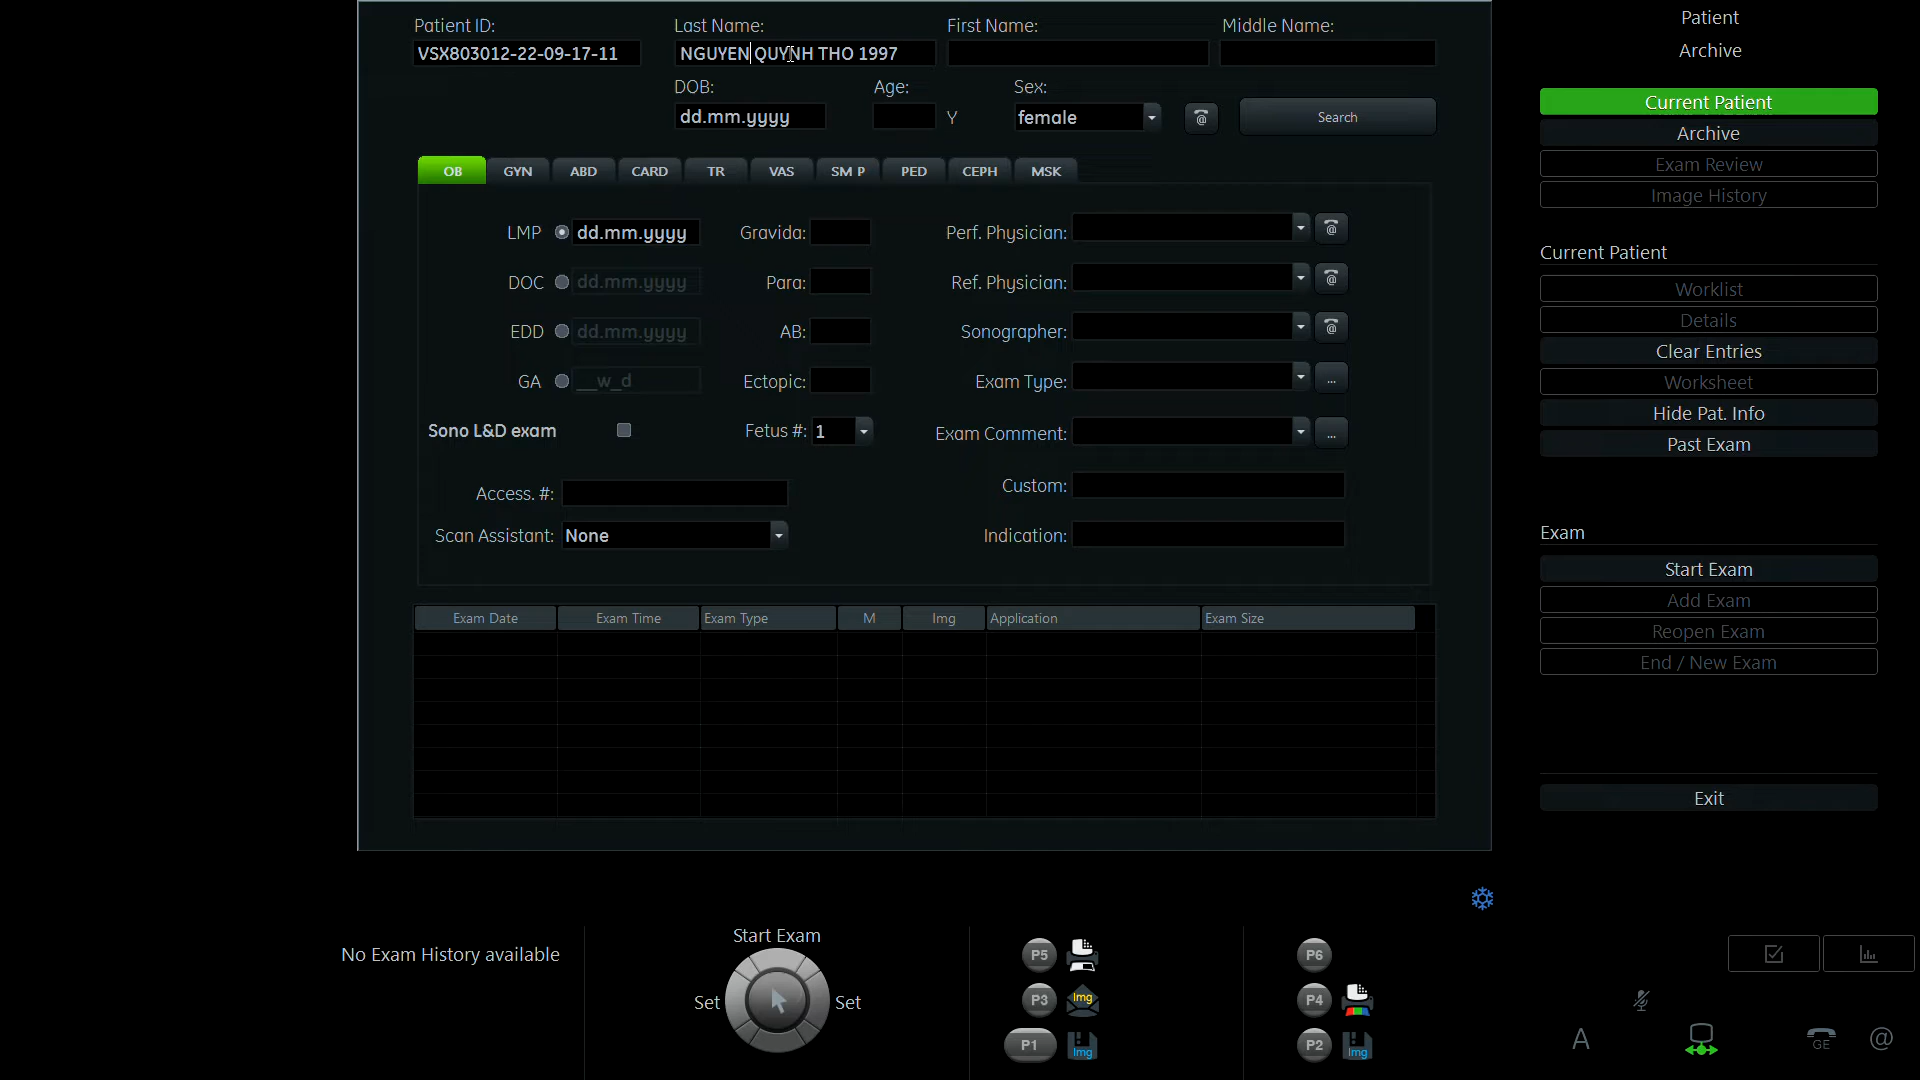 Patient ID: Last Name: First Name: Middle Name:
VSX803012-22-09-17-11 NGUYEN QUYNH THO 1997
DOB: Age: Sex:
dd.mm.yyyy Y female Search
OB GYN ABD CARD TR VAS SM P PED CEPH MSK
LMP dd.mm.yyyy Gravida: Perf. Physician:
DOC dd.mm.yyyy Para: Ref. Physician:
EDD dd.mm.yyyy AB: Sonographer:
GA __w_d Ectopic: Exam Type: ...
Sono L&D exam Fetus #: 1 Exam Comment: ...
Access. #: Custom:
Scan Assistant: None Indication:
Exam Date Exam Time Exam Type M Img Application Exam Size
Patient
Archive
Current Patient
Archive
Exam Review
Image History
Current Patient
Worklist
Details
Clear Entries
Worksheet
Hide Pat. Info
Past Exam
Exam
Start Exam
Add Exam
Reopen Exam
End / New Exam
Exit
No Exam History available
Start Exam
Set Set
P5
P3 Img
P1 Img
P6
P4
P2 Img
A GE @